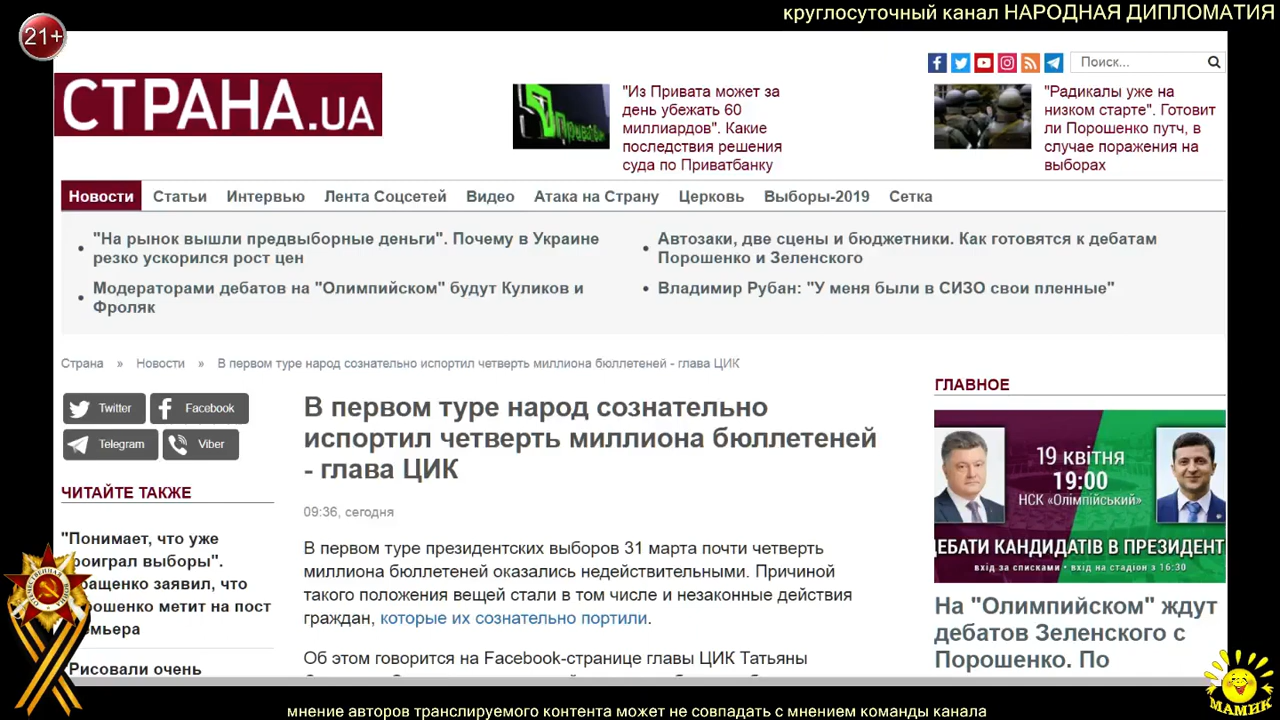 круглосуточный канал НАРОДНАЯ ДИПЛОМАТИЯ
21+
Поиск...
СТРАНА.UA
"Из Привата может за
день убежать 60
миллиардов". Какие
последствия решения
суда по Приватбанку
"Радикалы уже на
низком старте". Готовит
ли Порошенко путч, в
случае поражения на
выборах
Новости Статьи Интервью Лента Соцсетей Видео Атака на Страну Церковь Выборы-2019 Сетка
"На рынок вышли предвыборные деньги". Почему в Украине
резко ускорился рост цен
Модераторами дебатов на "Олимпийском" будут Куликов и
Фроляк
Автозаки, две сцены и бюджетники. Как готовятся к дебатам
Порошенко и Зеленского
Владимир Рубан: "У меня были в СИЗО свои пленные"
Страна » Новости » В первом туре народ сознательно испортил четверть миллиона бюллетеней - глава ЦИК
Twitter Facebook
Telegram Viber
ЧИТАЙТЕ ТАКЖЕ
"Понимает, что уже
роиграл выборы".
ращенко заявил, что
орошенко метит на пост
емьера
Рисовали очень
В первом туре народ сознательно
испортил четверть миллиона бюллетеней
- глава ЦИК
09:36, сегодня
В первом туре президентских выборов 31 марта почти четверть
миллиона бюллетеней оказались недействительными. Причиной
такого положения вещей стали в том числе и незаконные действия
граждан, которые их сознательно портили.
Об этом говорится на Facebook-странице главы ЦИК Татьяны
ГЛАВНОЕ
19 квітня
19:00
НСК «Олімпійський»
ДЕБАТИ КАНДИДАТІВ В ПРЕЗИДЕНТ
вхід за списками • вхід на стадіон з 16:30
На "Олимпийском" ждут
дебатов Зеленского с
Порошенко. По
ОТЕЧЕСТВЕННАЯ ВОЙНА
МАМИК
мнение авторов транслируемого контента может не совпадать с мнением команды канала